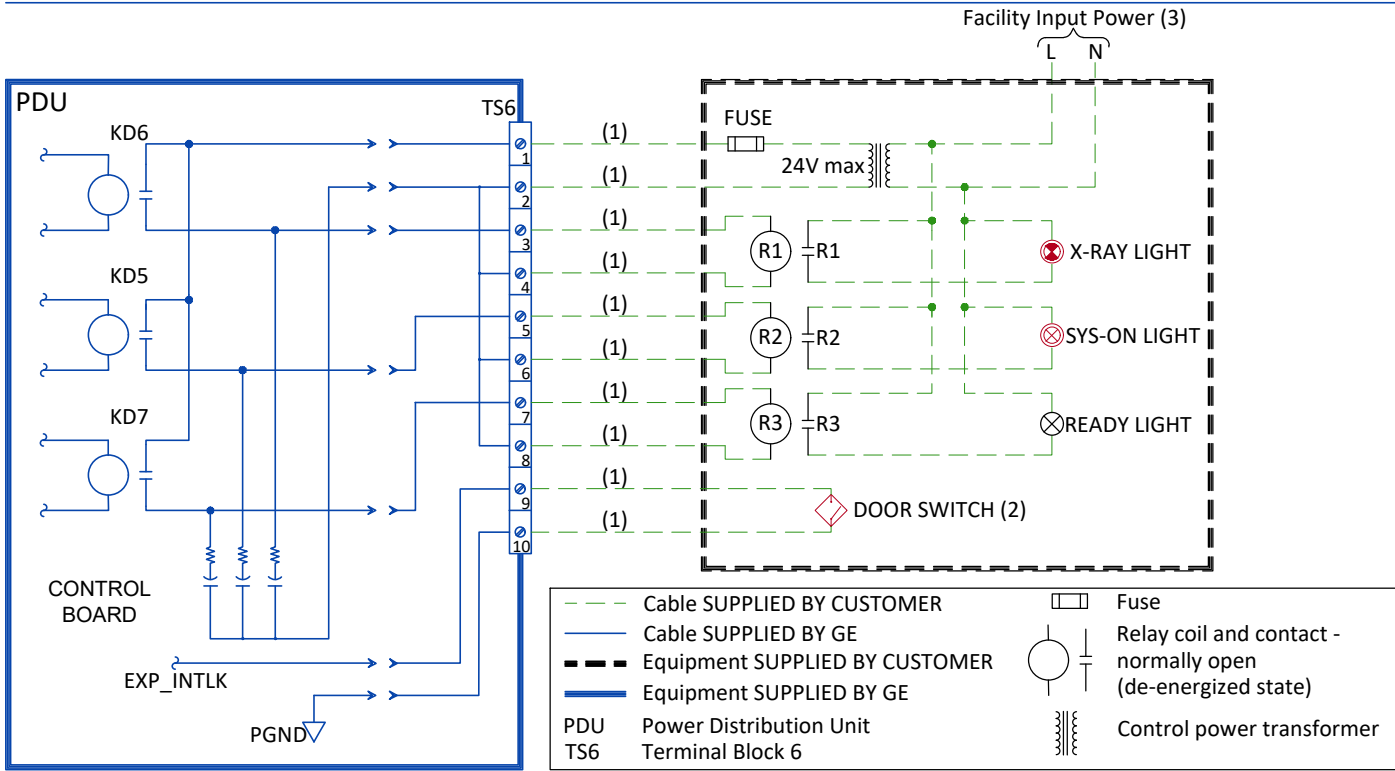 Facility Input Power (3)
L N
PDU
TS6
KD6
FUSE
(1)
1
24V max
(1)
2
(1)
3
R1 R1
X-RAY LIGHT
(1)
4
KD5
(1)
5
R2 R2
SYS-ON LIGHT
(1)
6
(1)
7
KD7
R3 R3
READY LIGHT
(1)
8
(1)
9
DOOR SWITCH (2)
(1)
10
CONTROL
BOARD
EXP_INTLK
PGND
Cable SUPPLIED BY CUSTOMER
Cable SUPPLIED BY GE
Equipment SUPPLIED BY CUSTOMER
Equipment SUPPLIED BY GE
PDU Power Distribution Unit
TS6 Terminal Block 6
Fuse
Relay coil and contact -
normally open
(de-energized state)
Control power transformer